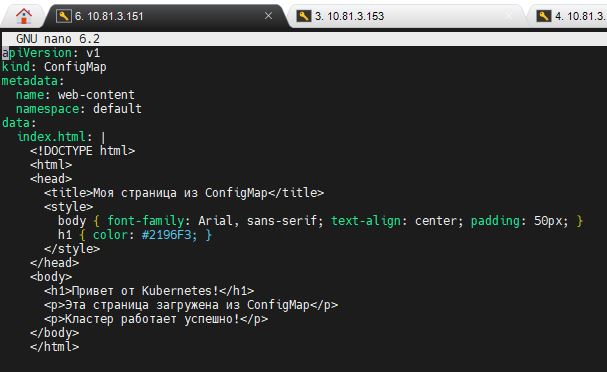 6. 10.81.3.151
3. 10.81.3.153
4. 10.81.3.
GNU nano 6.2
apiVersion: v1
kind: ConfigMap
metadata:
  name: web-content
  namespace: default
data:
  index.html: |
    <!DOCTYPE html>
    <html>
    <head>
      <title>Моя страница из ConfigMap</title>
      <style>
        body { font-family: Arial, sans-serif; text-align: center; padding: 50px; }
        h1 { color: #2196F3; }
      </style>
    </head>
    <body>
      <h1>Привет от Kubernetes!</h1>
      <p>Эта страница загружена из ConfigMap</p>
      <p>Кластер работает успешно!</p>
    </body>
    </html>